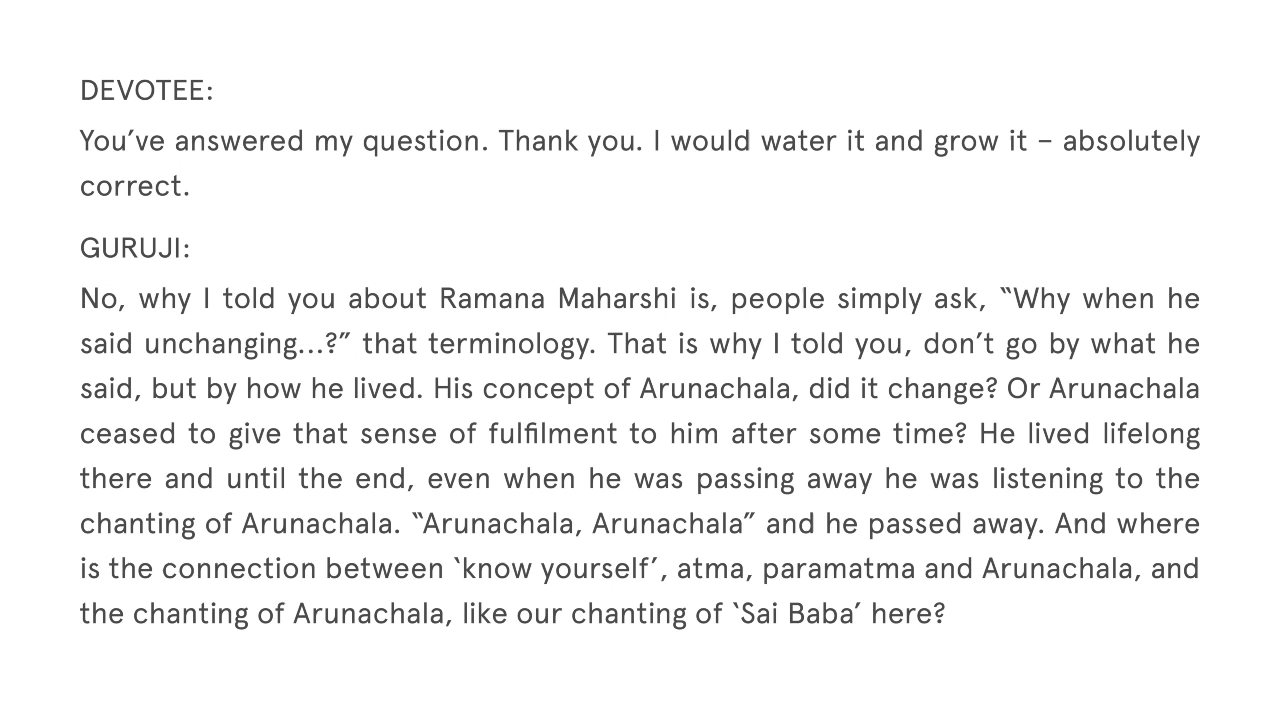 DEVOTEE:
You’ve answered my question. Thank you. I would water it and grow it – absolutely
correct.
GURUJI:
No, why I told you about Ramana Maharshi is, people simply ask, “Why when he
said unchanging...?” that terminology. That is why I told you, don’t go by what he
said, but by how he lived. His concept of Arunachala, did it change? Or Arunachala
ceased to give that sense of fulfilment to him after some time? He lived lifelong
there and until the end, even when he was passing away he was listening to the
chanting of Arunachala. “Arunachala, Arunachala” and he passed away. And where
is the connection between ‘know yourself’, atma, paramatma and Arunachala, and
the chanting of Arunachala, like our chanting of ‘Sai Baba’ here?